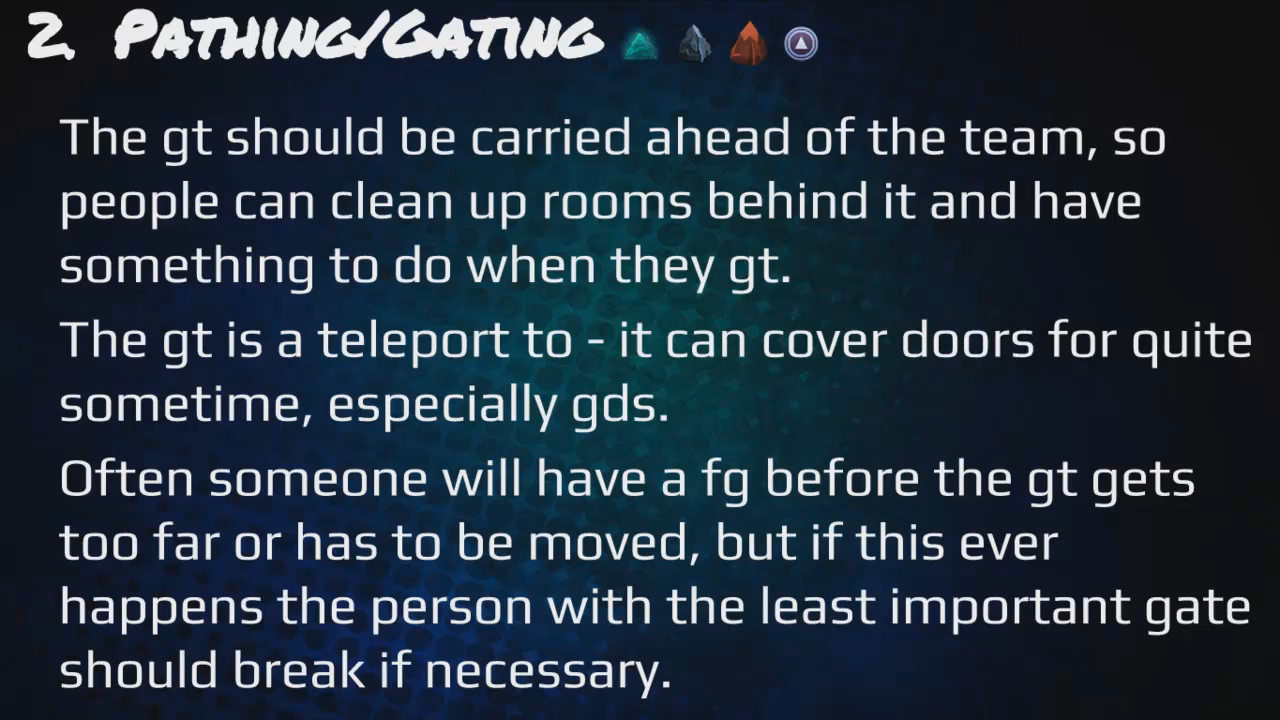 2. Pathing/Gating
The gt should be carried ahead of the team, so
people can clean up rooms behind it and have
something to do when they gt.
The gt is a teleport to - it can cover doors for quite
sometime, especially gds.
Often someone will have a fg before the gt gets
too far or has to be moved, but if this ever
happens the person with the least important gate
should break if necessary.